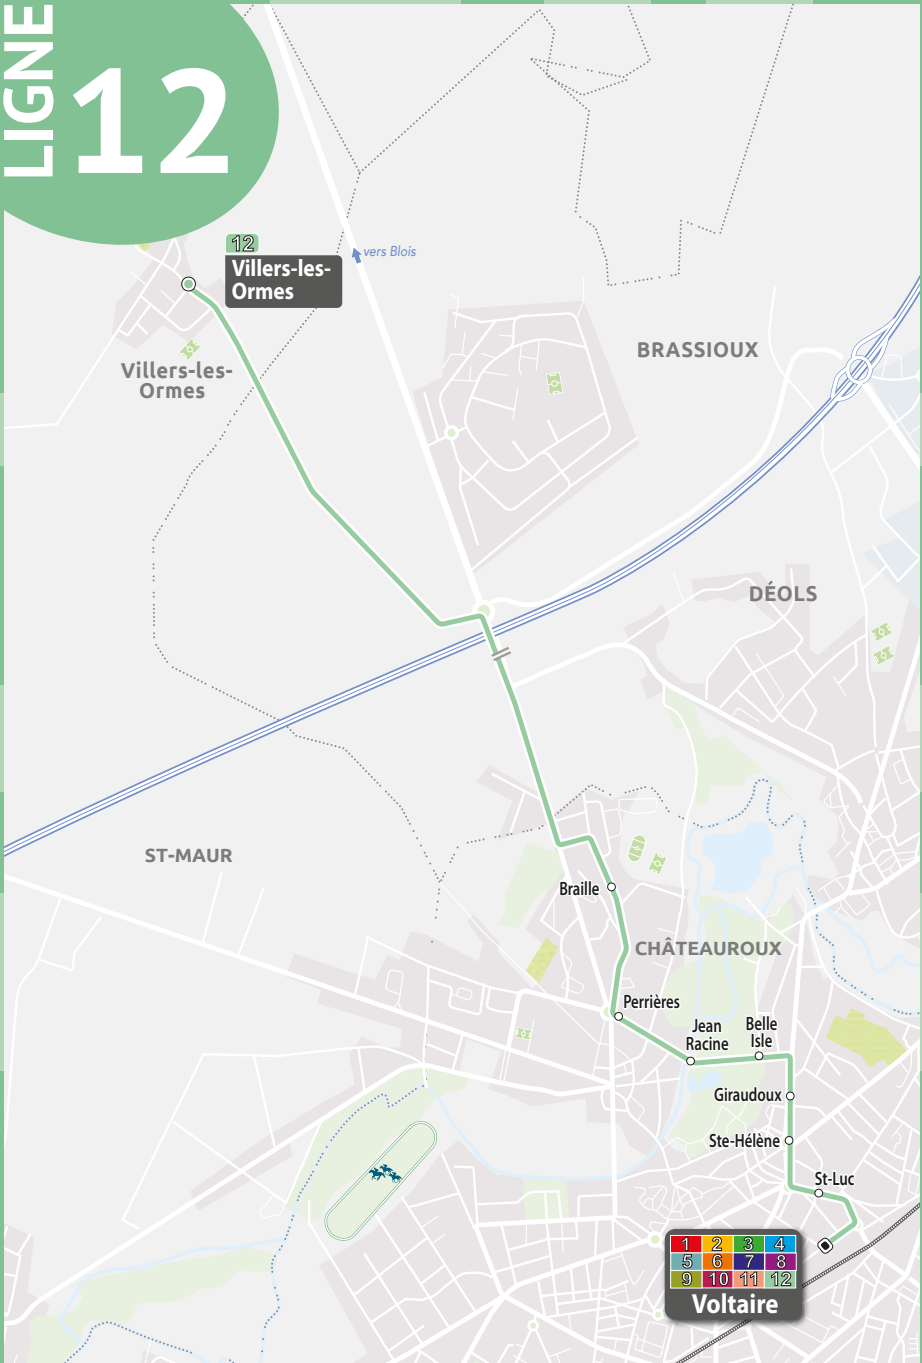 LIGNE
12
12
Villers-les-
Ormes
vers Blois
Villers-les-
Ormes
BRASSIOUX
DÉOLS
ST-MAUR
Braille
CHÂTEAUROUX
Perrières
Jean
Racine
Belle
Isle
Giraudoux
Ste-Hélène
St-Luc
1 2 3 4
5 6 7 8
9 10 11 12
Voltaire